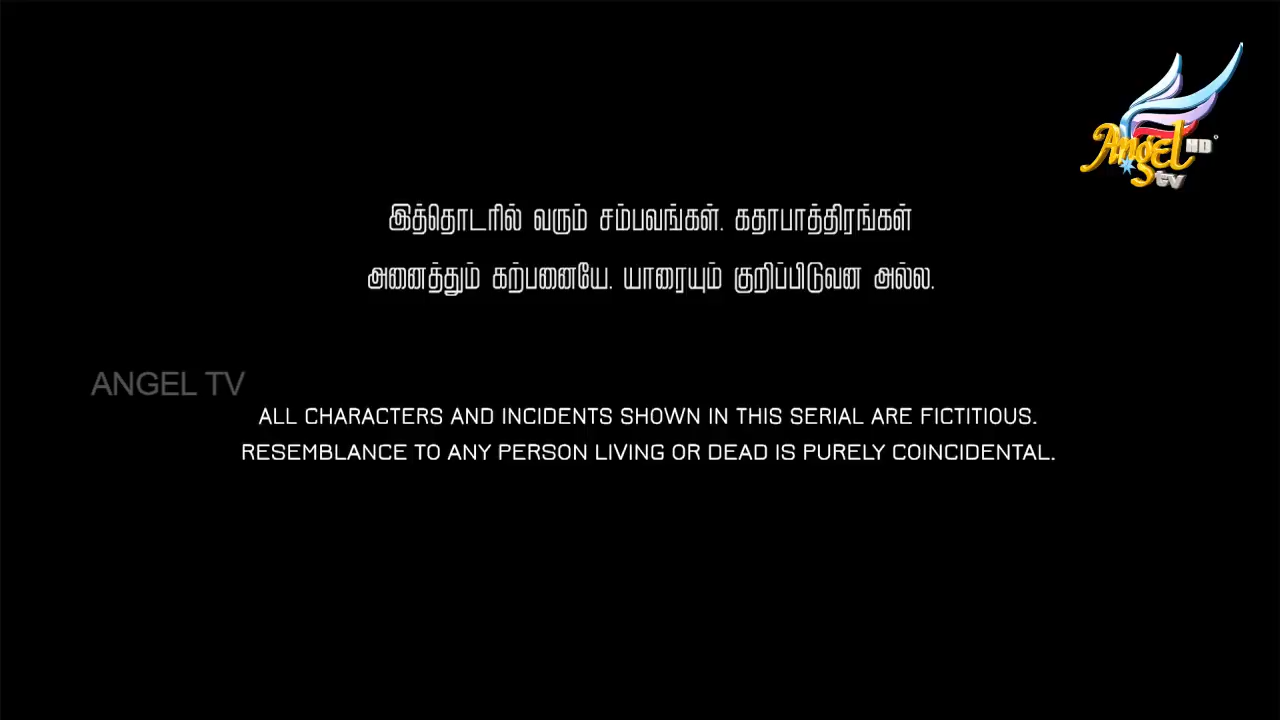 Angel HD
tv
இத்தொடரில் வரும் சம்பவங்கள். கதாபாத்திரங்கள்
அனைத்தும் கற்பனையே. யாரையும் குறிப்பிடுவன அல்ல.
ANGEL TV
ALL CHARACTERS AND INCIDENTS SHOWN IN THIS SERIAL ARE FICTITIOUS.
RESEMBLANCE TO ANY PERSON LIVING OR DEAD IS PURELY COINCIDENTAL.